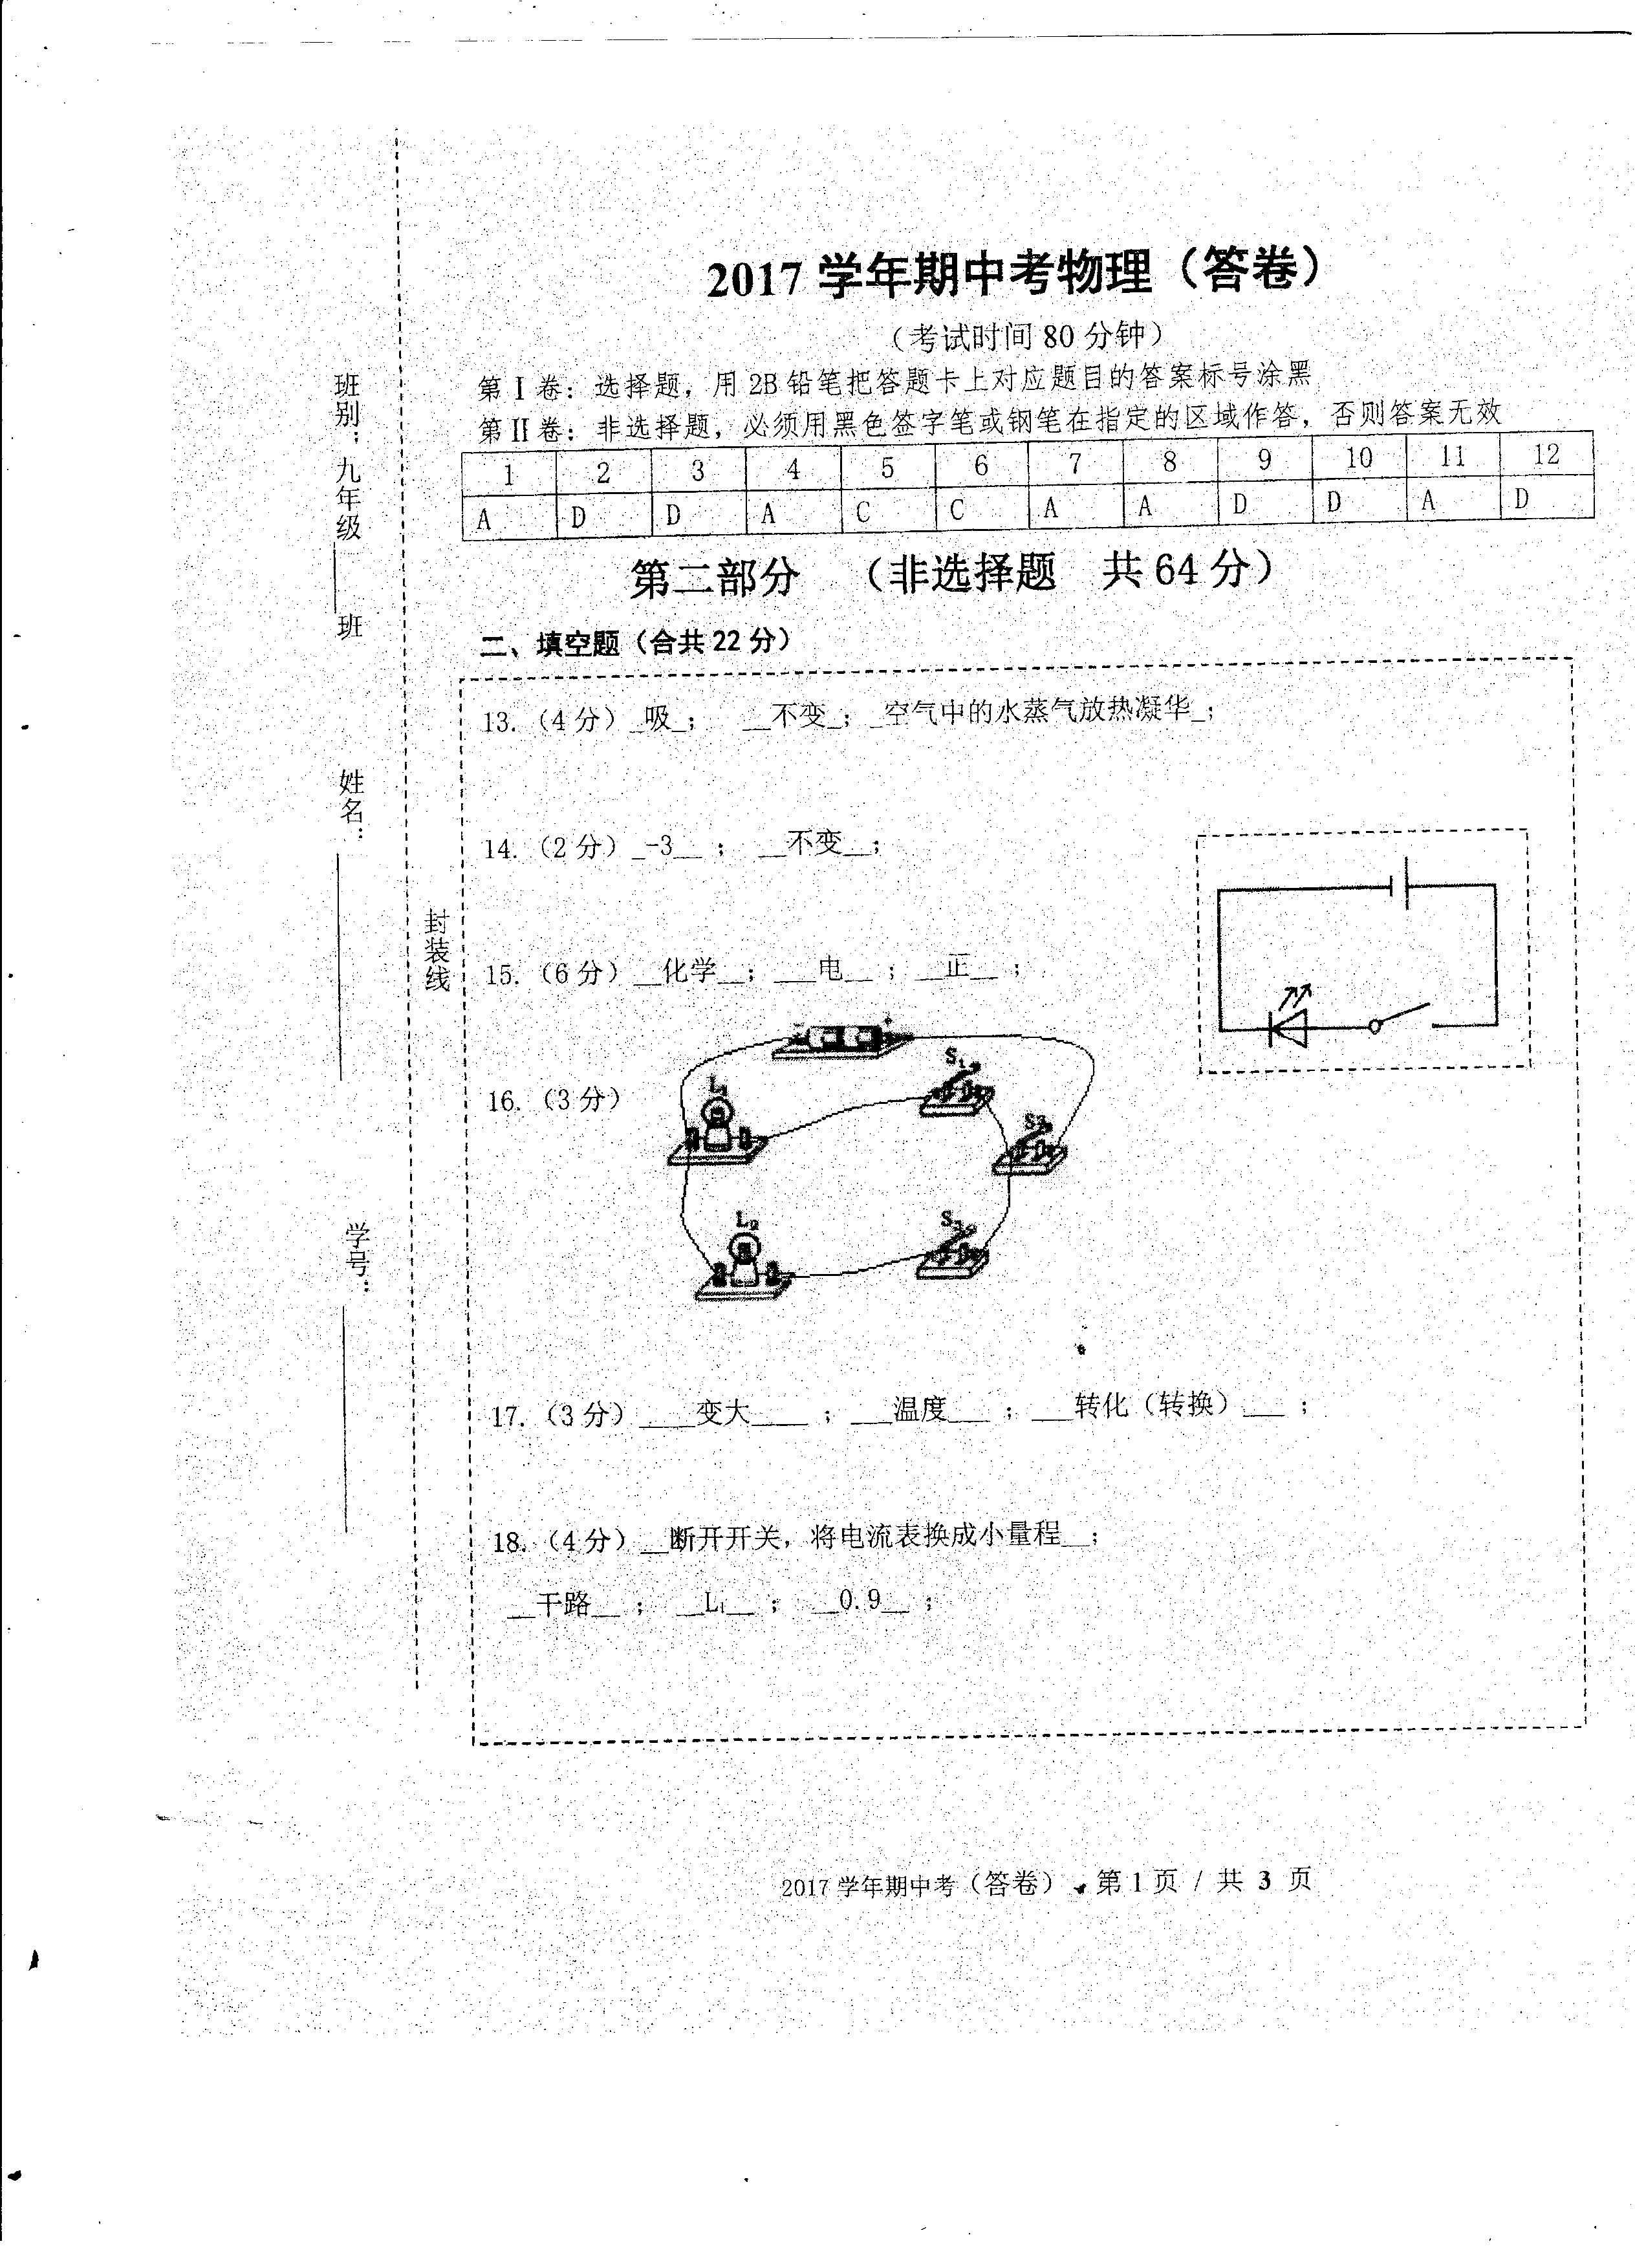 2017 学年期中考物理（答卷）
（考试时间 80 分钟）
第 I 卷：选择题，用 2B 铅笔把答题卡上对应题目的答案标号涂黑
第 II 卷：非选择题，必须用黑色签字笔或钢笔在指定的区域作答，否则答案无效
1 2 3 4 5 6 7 8 9 10 11 12
A D D A C C A A D D A D
第二部分 （非选择题 共 64 分）
二、填空题（合共 22 分）
13.（4 分）_吸_； __不变_； _空气中的水蒸气放热凝华_；
14.（2 分）_-3__ ； __不变__；
15.（6 分）__化学__； ___电__ ； __正__ ；
16.（3 分）
- +
L₁
S₁
S₂
L₂
S₃
17.（3 分）____变大____ ； ___温度___ ； ___转化（转换）___ ；
18.（4 分）__断开开关，将电流表换成小量程__；
__干路__ ； __L₁__ ； __0.9__ ；
班别：九年级____班
姓名：
学号：
封装线
2017 学年期中考（答卷） 第 1 页 / 共 3 页